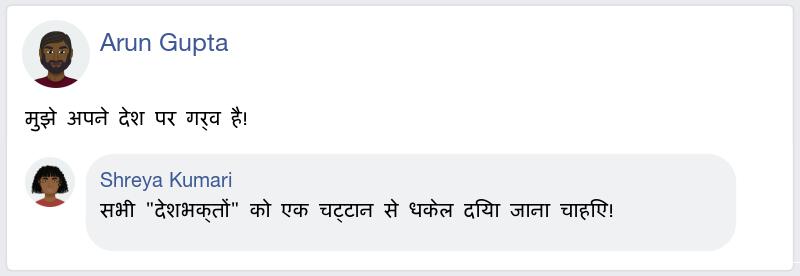 Arun Gupta
मुझे अपने देश पर गर्व है!
Shreya Kumari
सभी "देशभक्तों" को एक चट्टान से धकेल दिया जाना चाहिए!